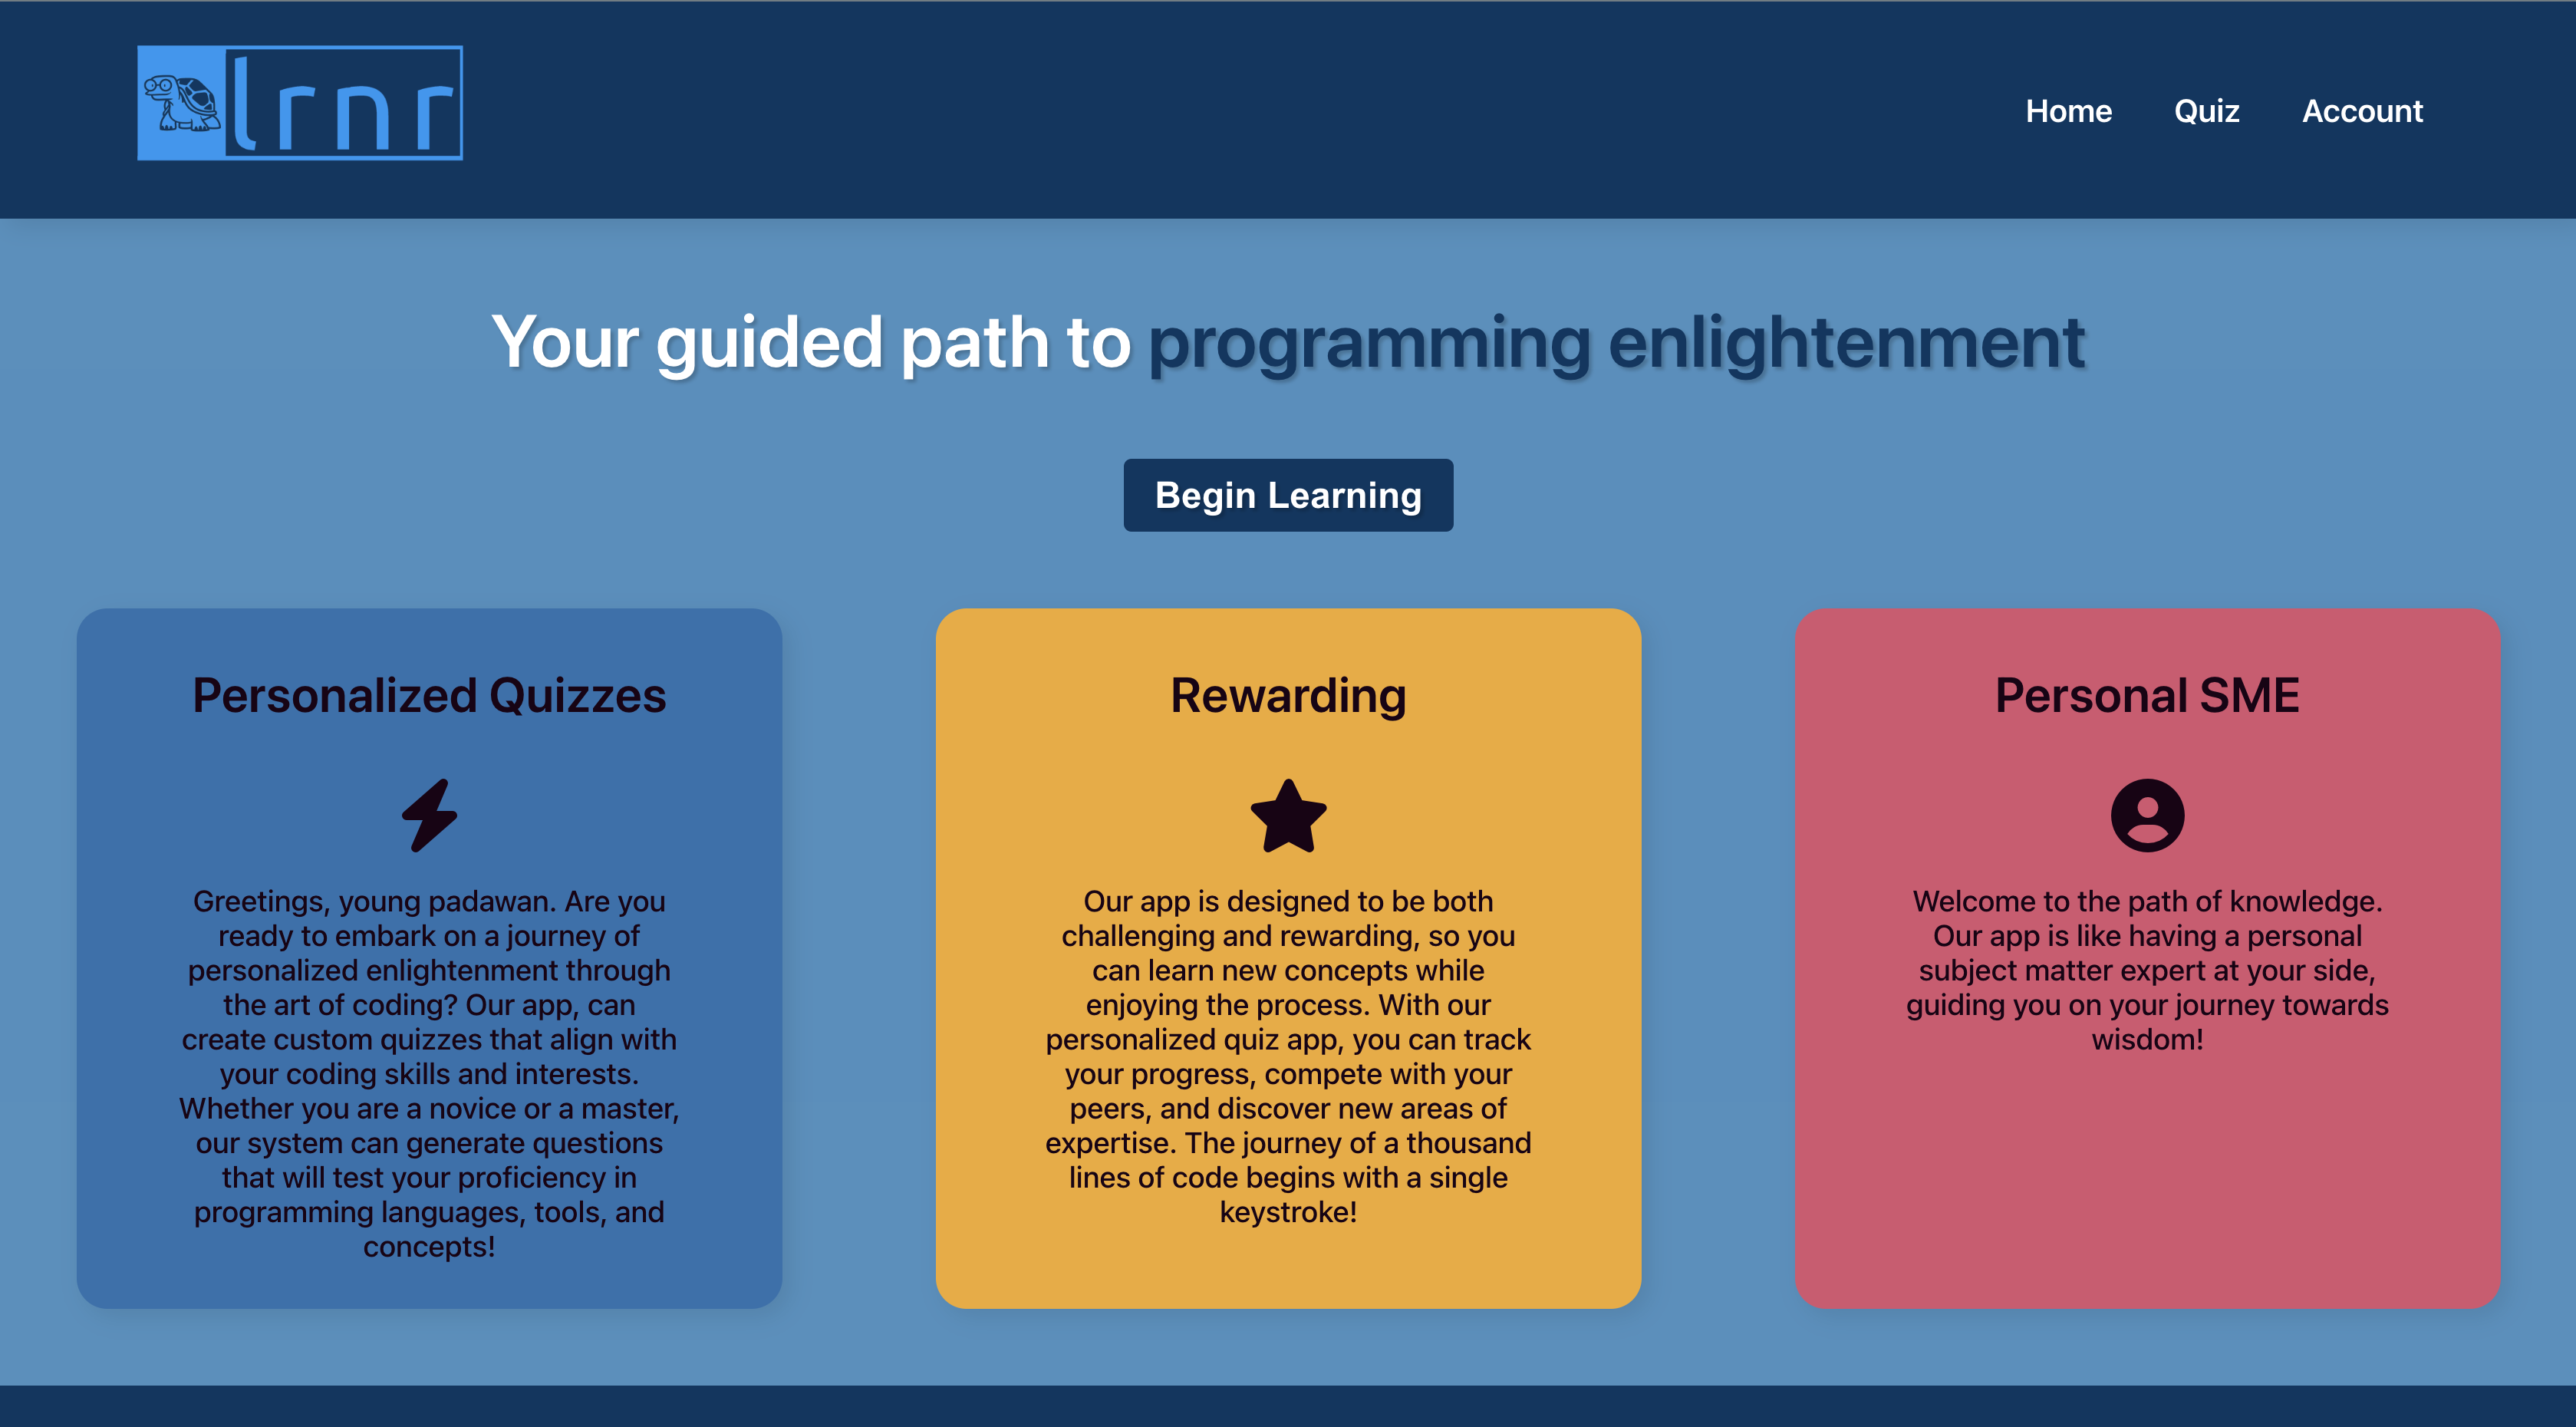 lrnr
Home Quiz Account
Your guided path to programming enlightenment
Begin Learning
Personalized Quizzes
Greetings, young padawan. Are you
ready to embark on a journey of
personalized enlightenment through
the art of coding? Our app, can
create custom quizzes that align with
your coding skills and interests.
Whether you are a novice or a master,
our system can generate questions
that will test your proficiency in
programming languages, tools, and
concepts!
Rewarding
Our app is designed to be both
challenging and rewarding, so you
can learn new concepts while
enjoying the process. With our
personalized quiz app, you can track
your progress, compete with your
peers, and discover new areas of
expertise. The journey of a thousand
lines of code begins with a single
keystroke!
Personal SME
Welcome to the path of knowledge.
Our app is like having a personal
subject matter expert at your side,
guiding you on your journey towards
wisdom!